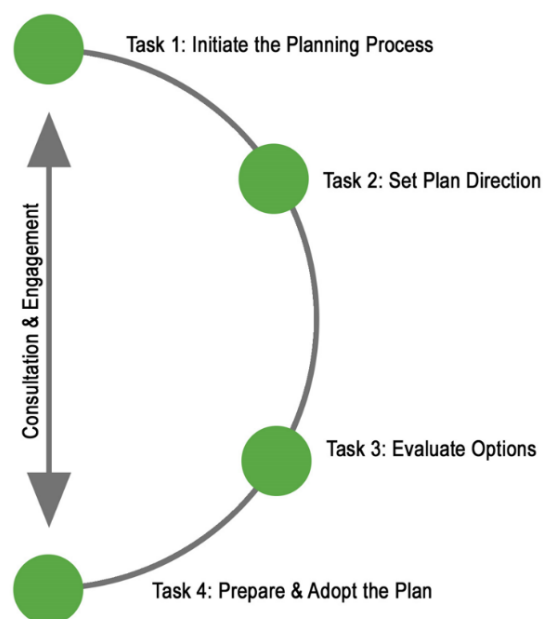 Task 1: Initiate the Planning Process
Task 2: Set Plan Direction
Consultation & Engagement
Task 3: Evaluate Options
Task 4: Prepare & Adopt the Plan